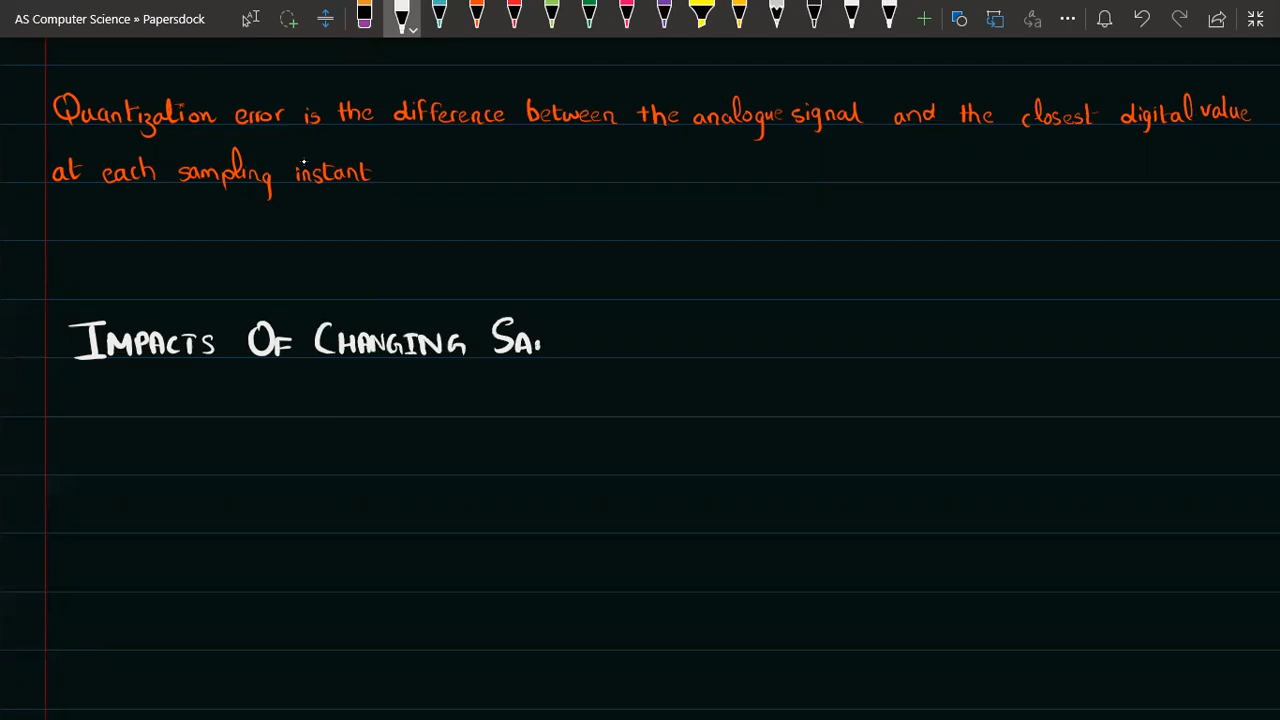 AS Computer Science » Papersdock
Quantization error is the difference between the analogue signal and the closest digital value
at each sampling instant
IMPACTS OF CHANGING SA